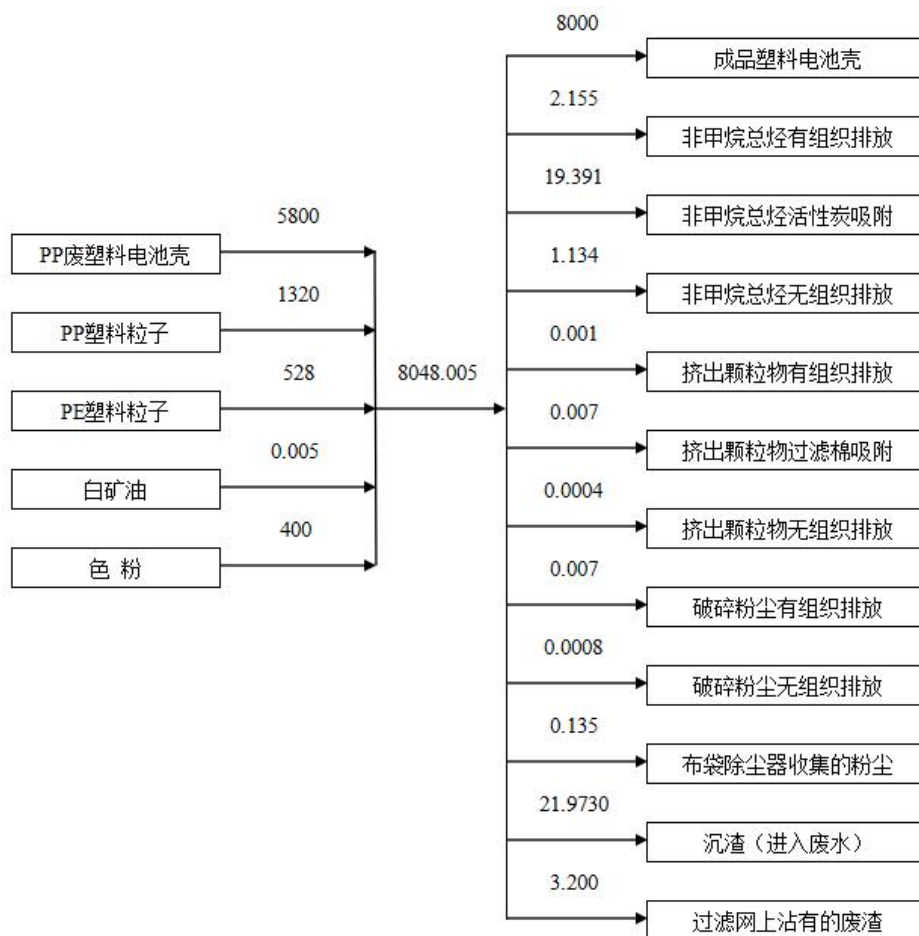 5800
PP废塑料电池壳
1320
PP塑料粒子
528
PE塑料粒子
0.005
白矿油
400
色 粉
8048.005
8000
成品塑料电池壳
2.155
非甲烷总烃有组织排放
19.391
非甲烷总烃活性炭吸附
1.134
非甲烷总烃无组织排放
0.001
挤出颗粒物有组织排放
0.007
挤出颗粒物过滤棉吸附
0.0004
挤出颗粒物无组织排放
0.007
破碎粉尘有组织排放
0.0008
破碎粉尘无组织排放
0.135
布袋除尘器收集的粉尘
21.9730
沉渣（进入废水）
3.200
过滤网上沾有的废渣